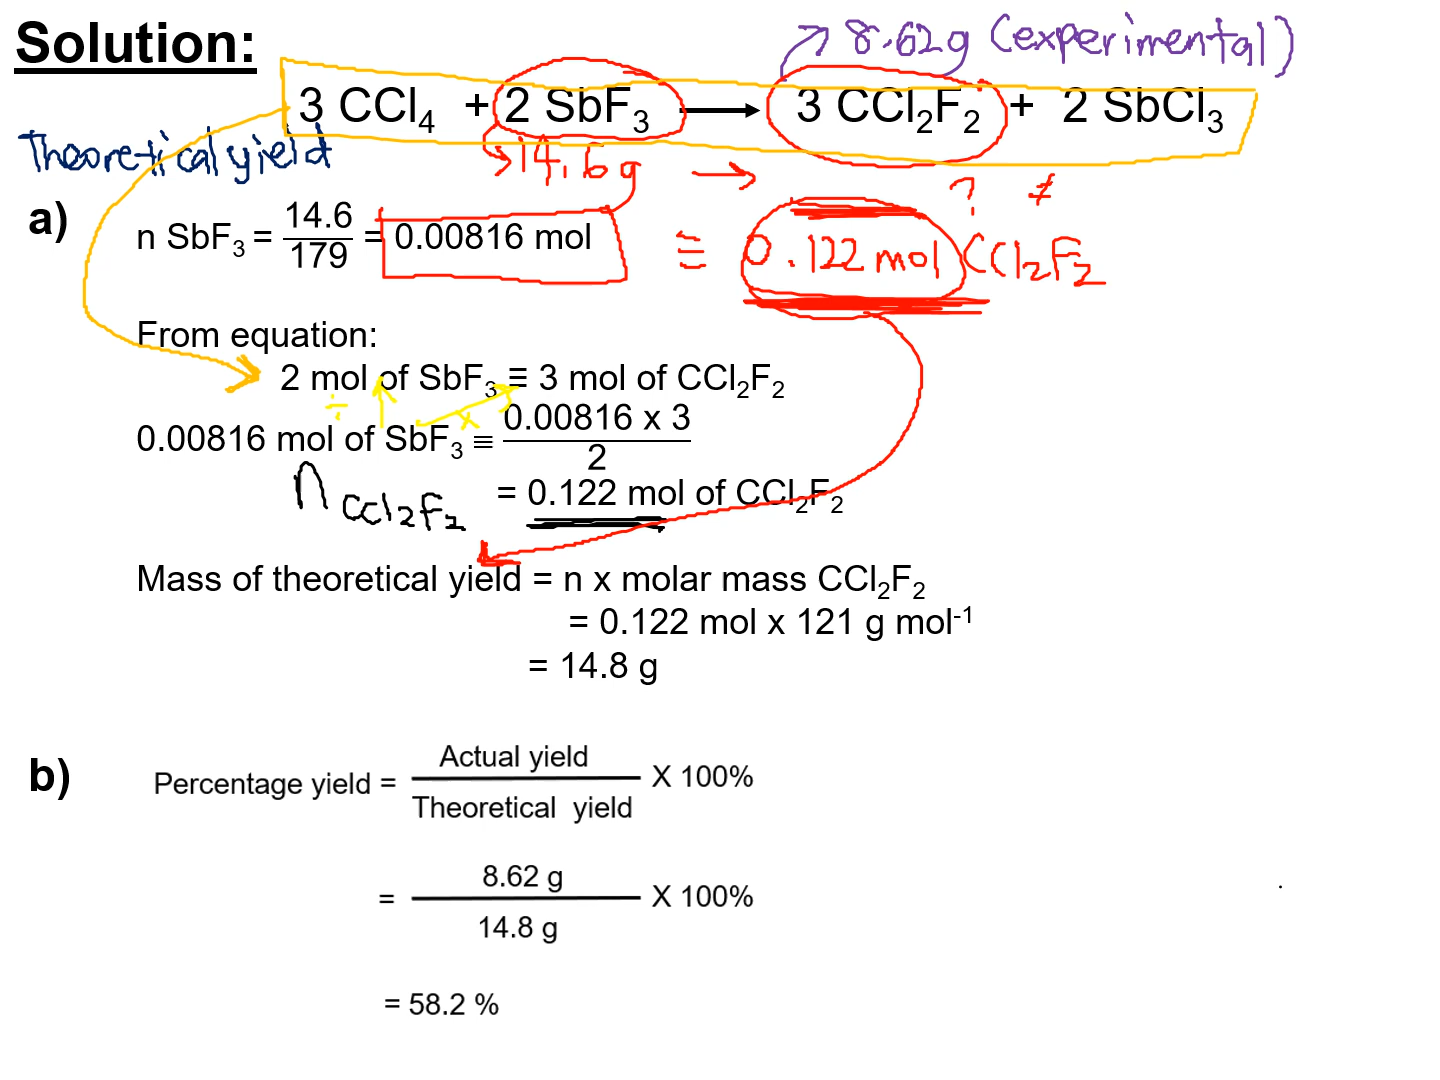 Solution:
8.62g (experimental)
3 CCl4 + 2 SbF3 → 3 CCl2F2 + 2 SbCl3
Theoretical yield
14.6g →
? ≠
a) n SbF3 = 14.6/179 = 0.00816 mol ≡ 0.122 mol CCl2F2
From equation:
2 mol of SbF3 ≡ 3 mol of CCl2F2
÷ x
0.00816 mol of SbF3 ≡ 0.00816 x 3 / 2
n CCl2F2 = 0.122 mol of CCl2F2
Mass of theoretical yield = n x molar mass CCl2F2
= 0.122 mol x 121 g mol-1
= 14.8 g
b) Percentage yield = Actual yield / Theoretical yield X 100%
= 8.62 g / 14.8 g X 100%
= 58.2 %